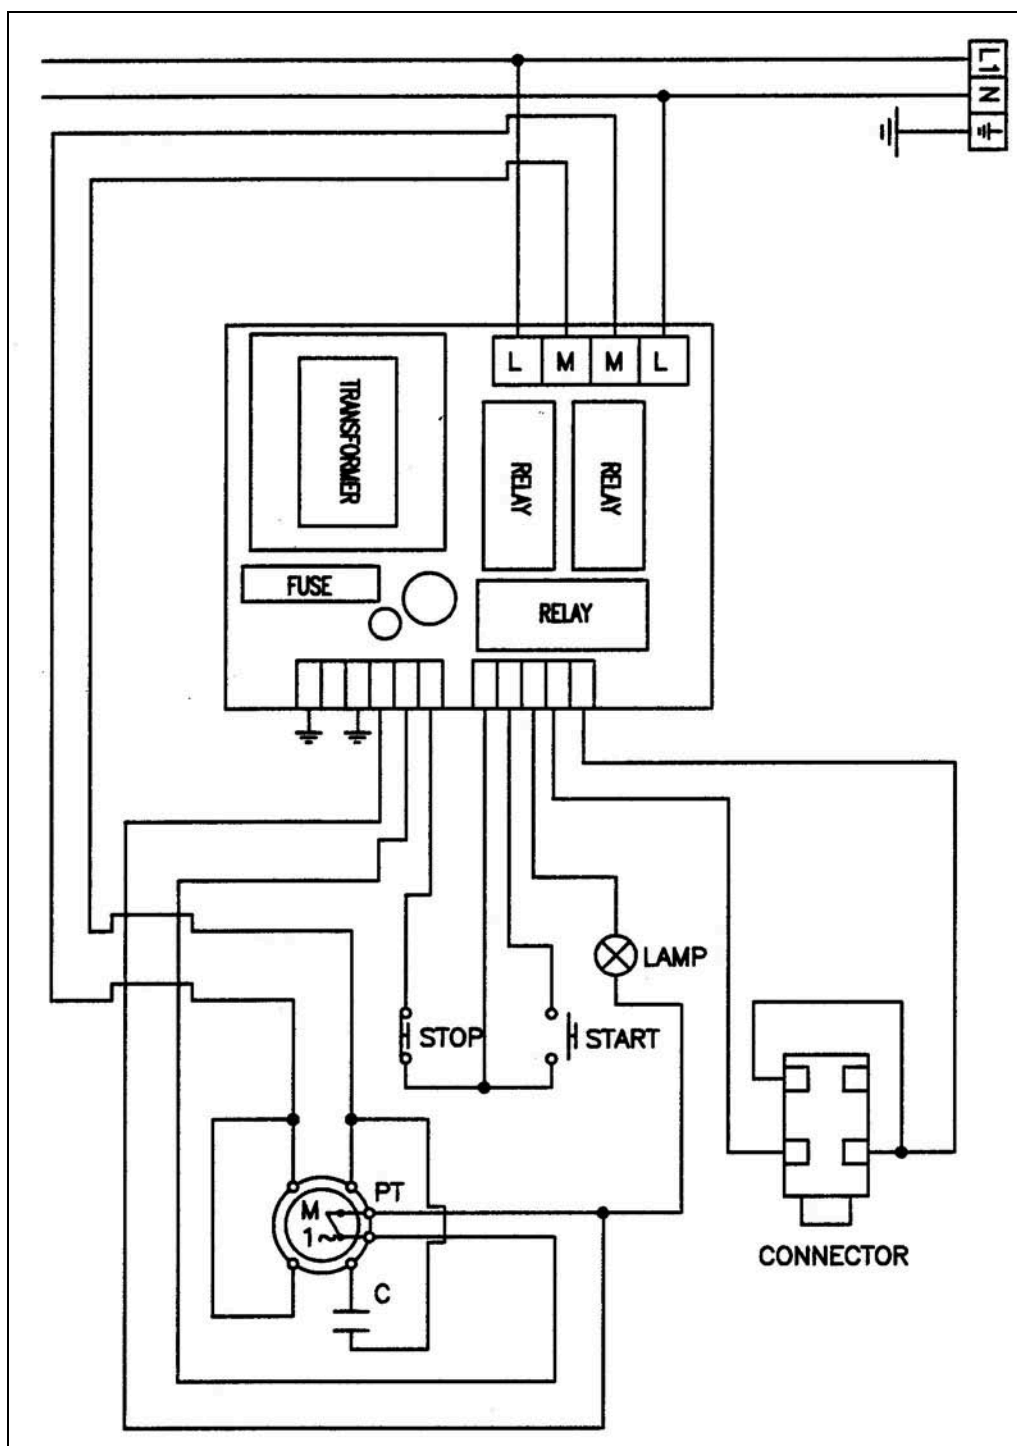 L1
N
L M M L
TRANSFORMER
RELAY
RELAY
FUSE
RELAY
LAMP
STOP
START
PT
M
1~
C
CONNECTOR